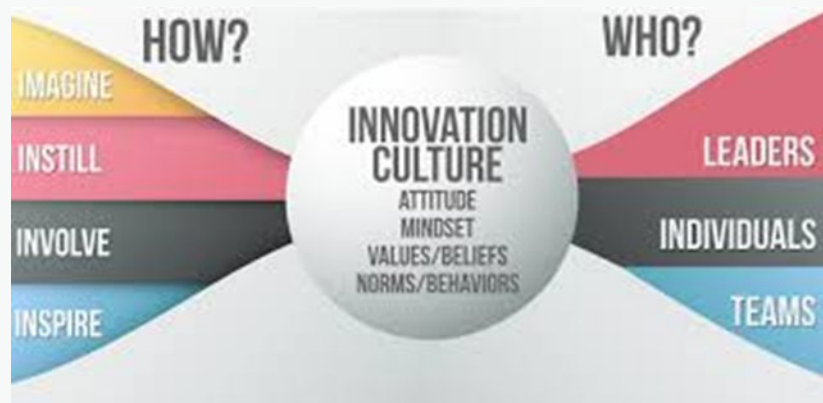 HOW?
IMAGINE
INSTILL
INVOLVE
INSPIRE
INNOVATION
CULTURE
ATTITUDE
MINDSET
VALUES/BELIEFS
NORMS/BEHAVIORS
WHO?
LEADERS
INDIVIDUALS
TEAMS